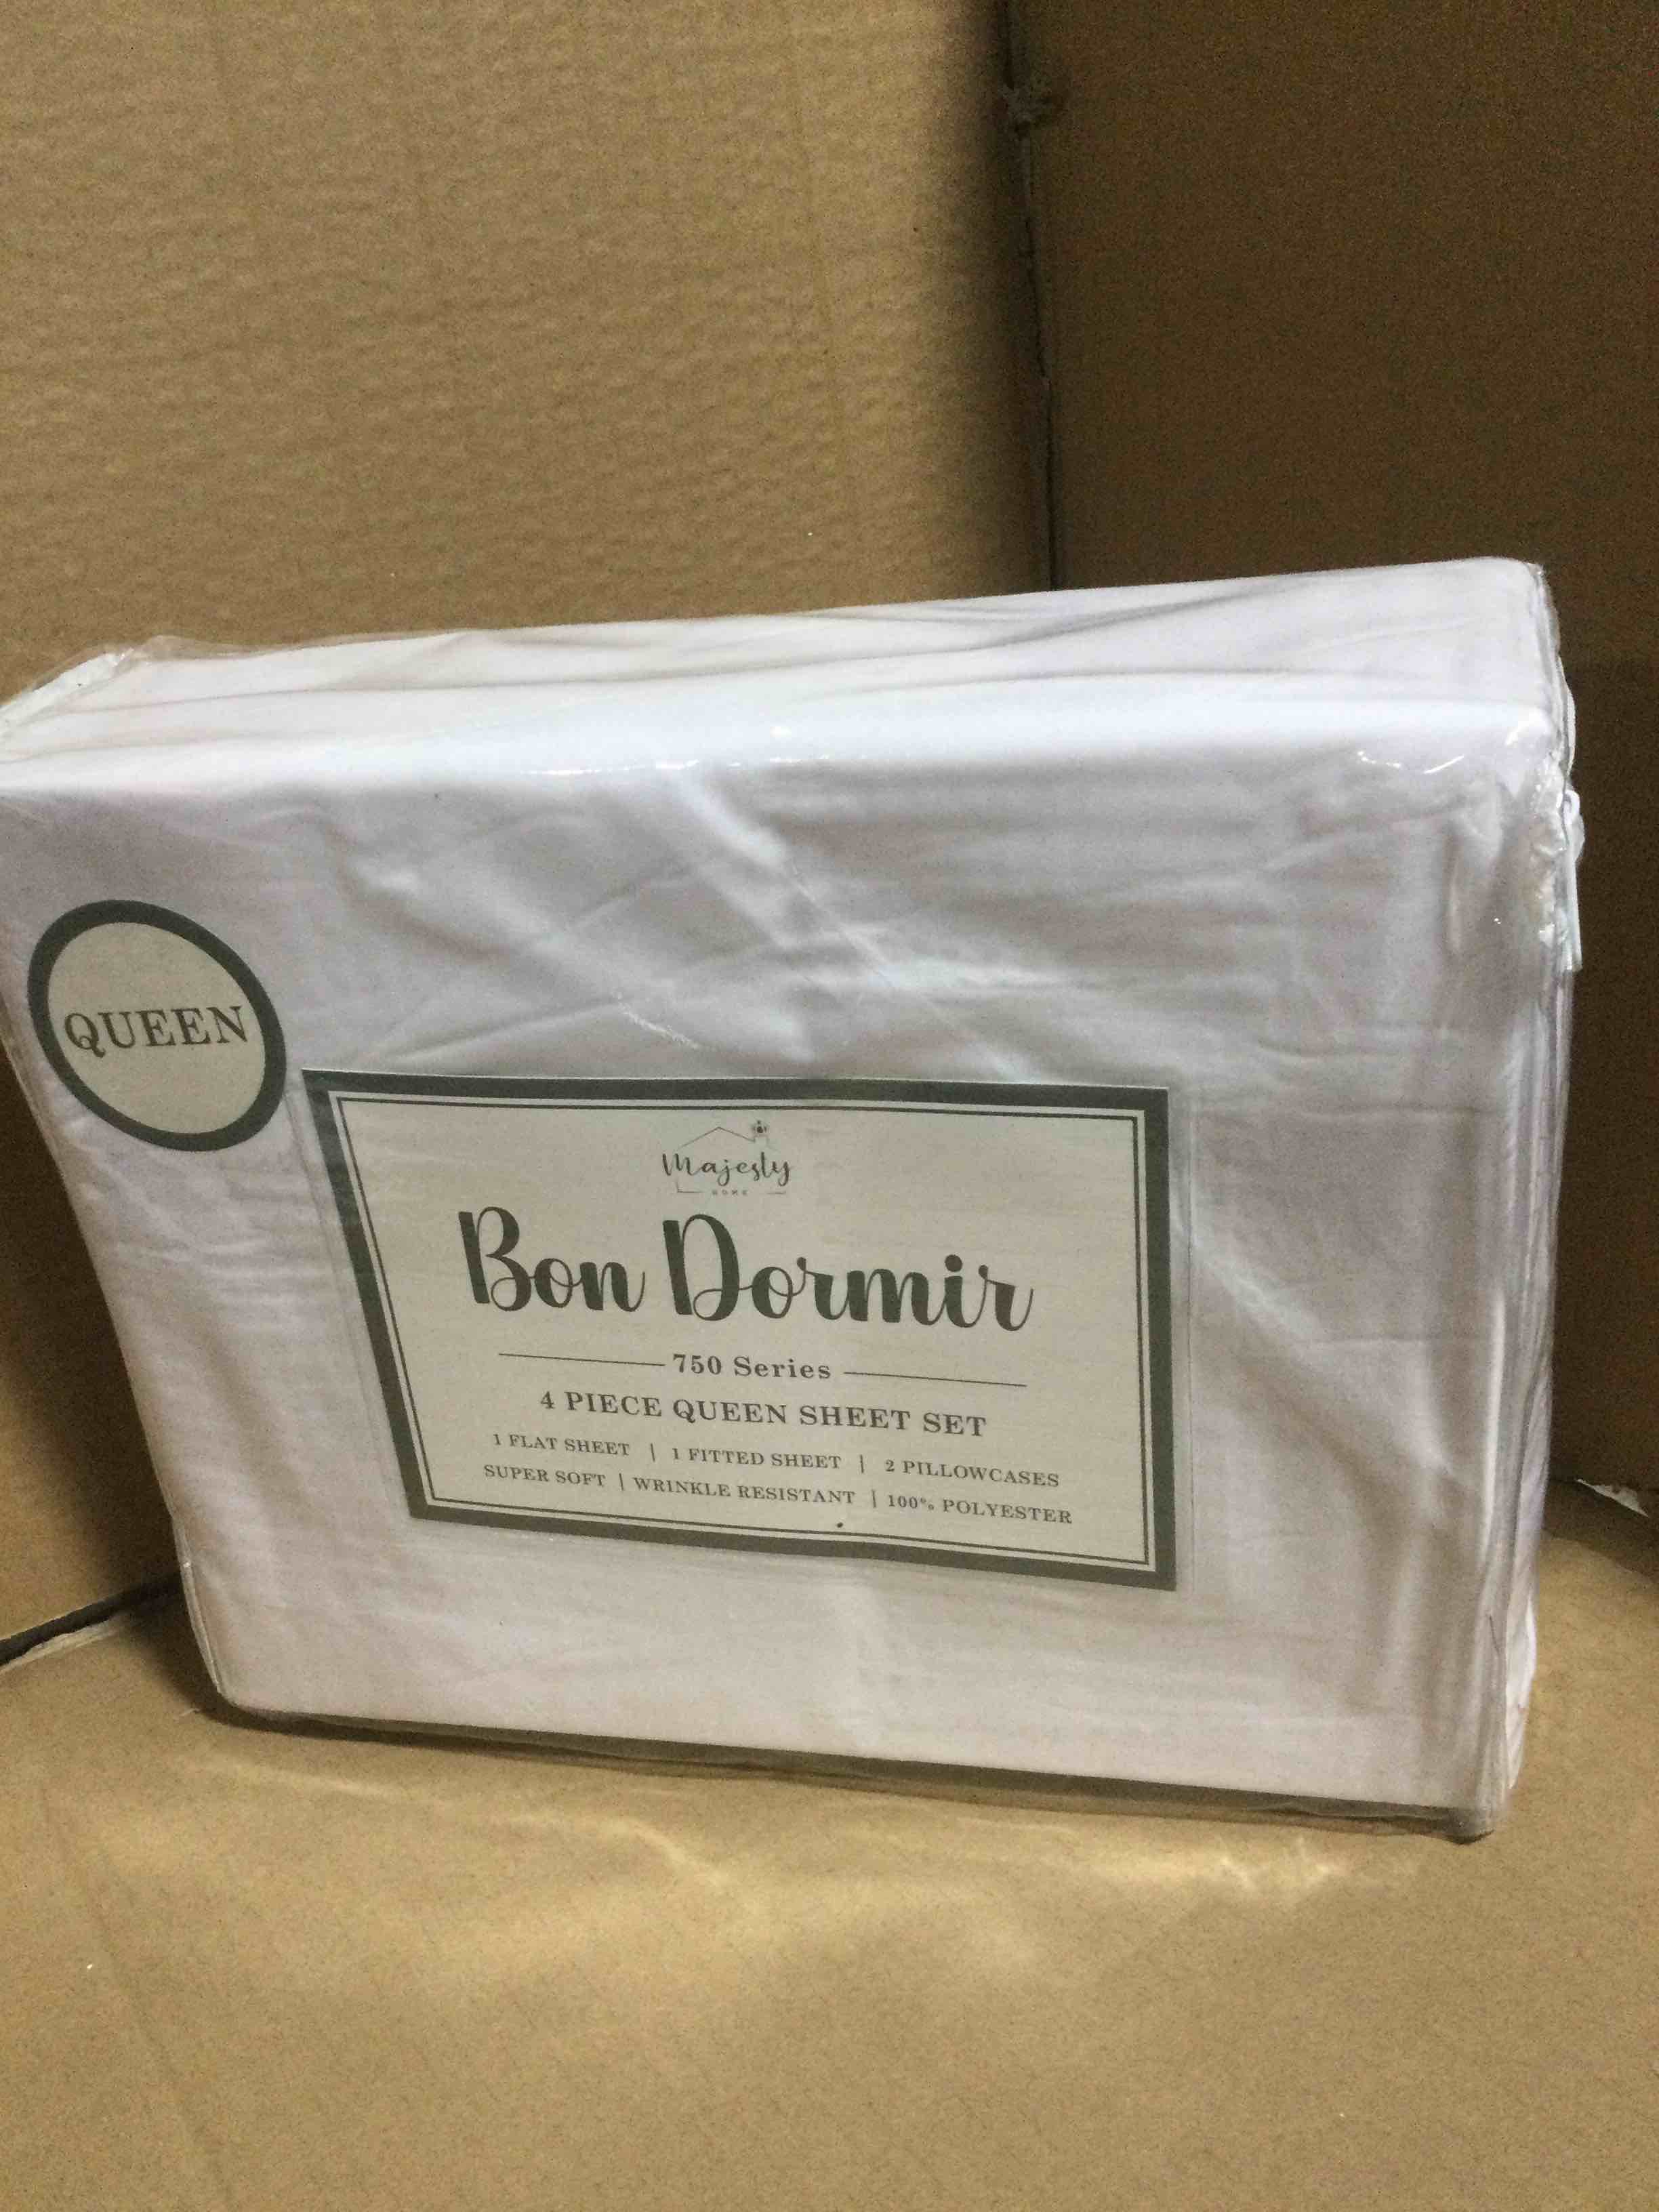 QUEEN
Majesty
HOME
Bon Dormir
750 Series
4 PIECE QUEEN SHEET SET
1 FLAT SHEET | 1 FITTED SHEET | 2 PILLOWCASES
SUPER SOFT | WRINKLE RESISTANT | 100% POLYESTER